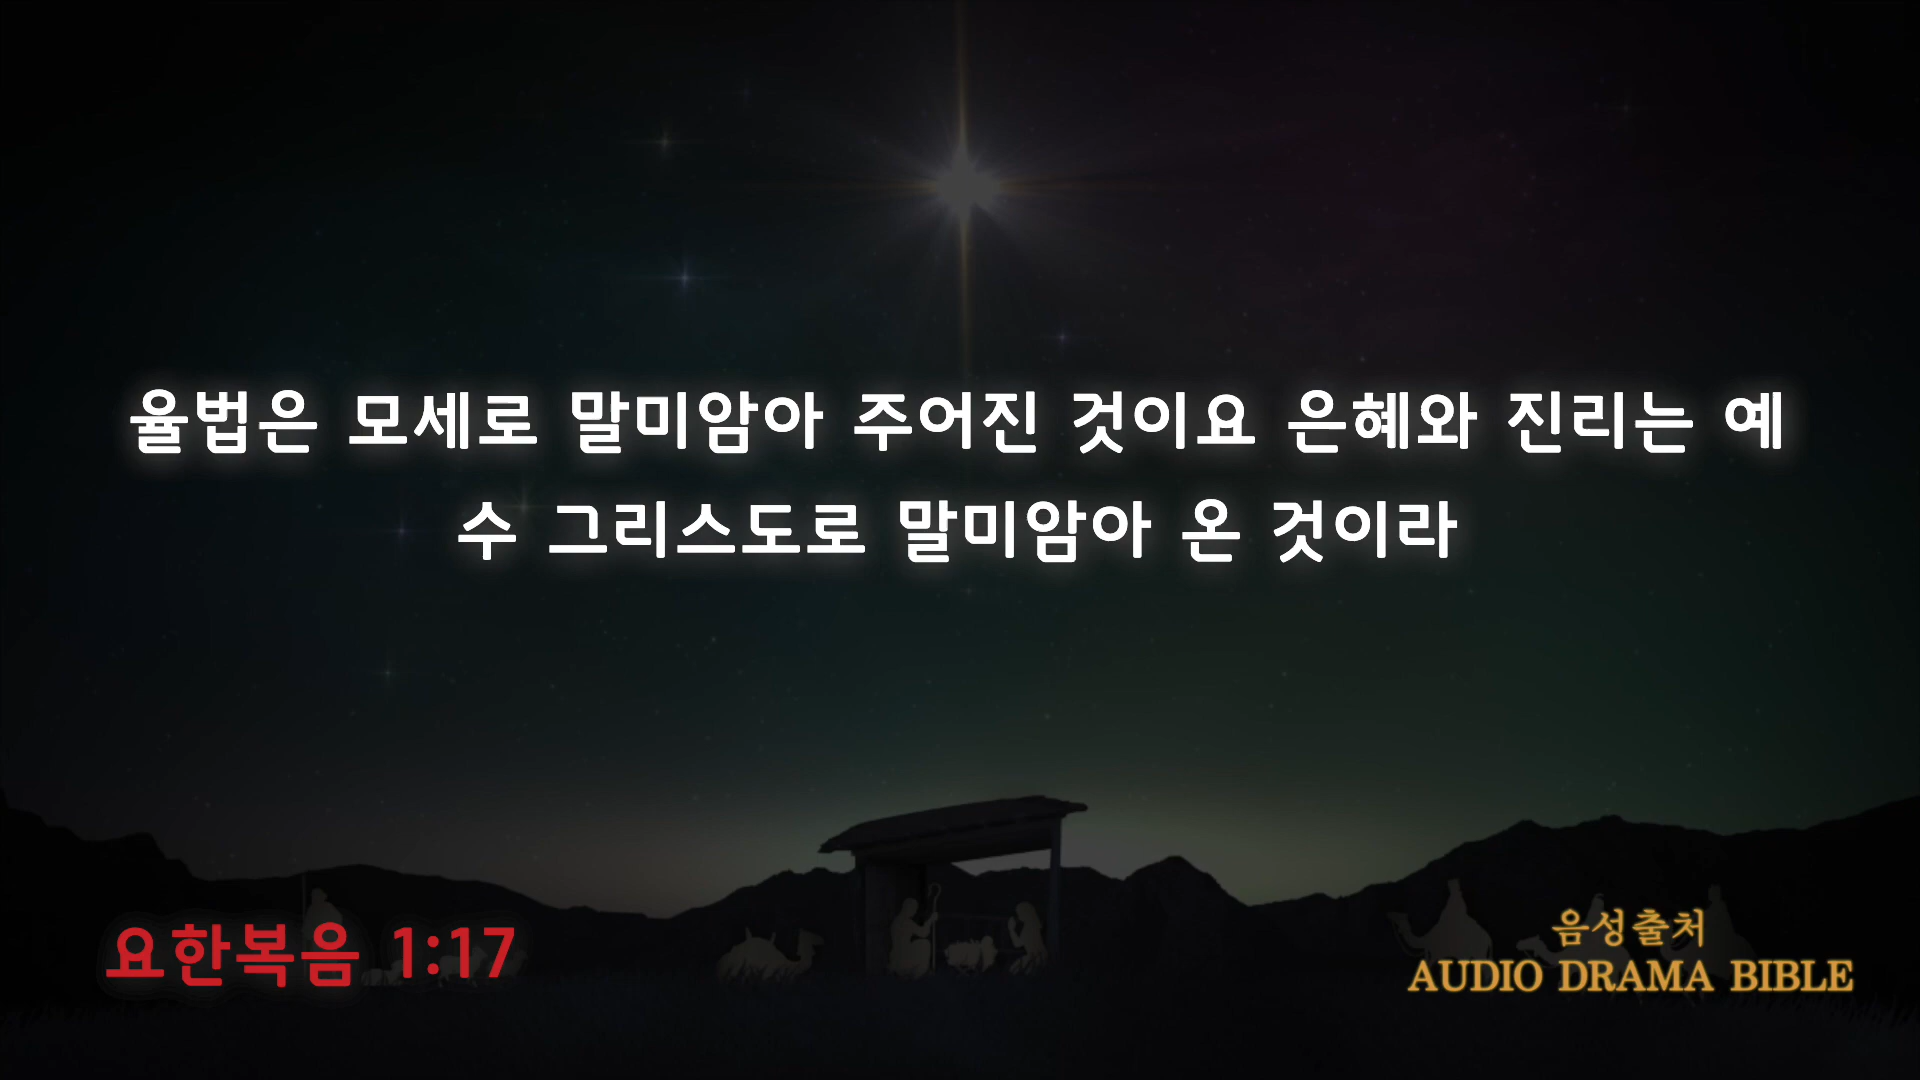 율법은 모세로 말미암아 주어진 것이요 은혜와 진리는 예
수 그리스도로 말미암아 온 것이라
요한복음 1:17
음성출처
AUDIO DRAMA BIBLE